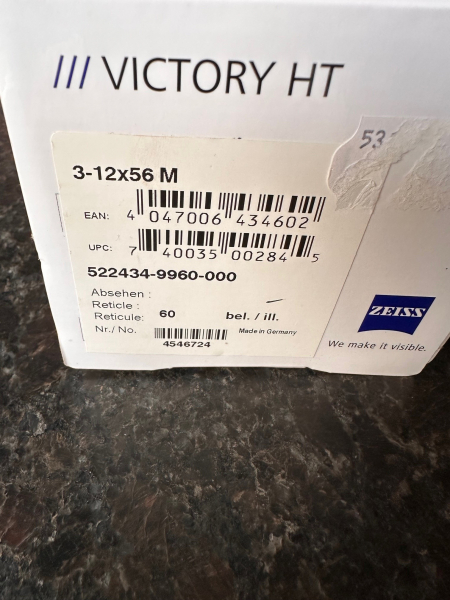 /// VICTORY HT
53
3-12x56 M
EAN: 4 047006 434602
UPC: 7 40035 00284 5
522434-9960-000
Absehen :
Reticle :
Reticule: 60 bel. / ill.
Nr./ No. Made in Germany
4546724
ZEISS
We make it visible.